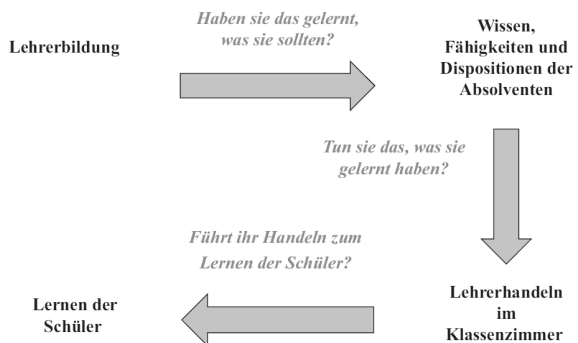 Lehrerbildung
Haben sie das gelernt,
was sie sollten?
Wissen,
Fähigkeiten und
Dispositionen der
Absolventen
Tun sie das, was sie
gelernt haben?
Lehrerhandeln
im
Klassenzimmer
Führt ihr Handeln zum
Lernen der Schüler?
Lernen der
Schüler